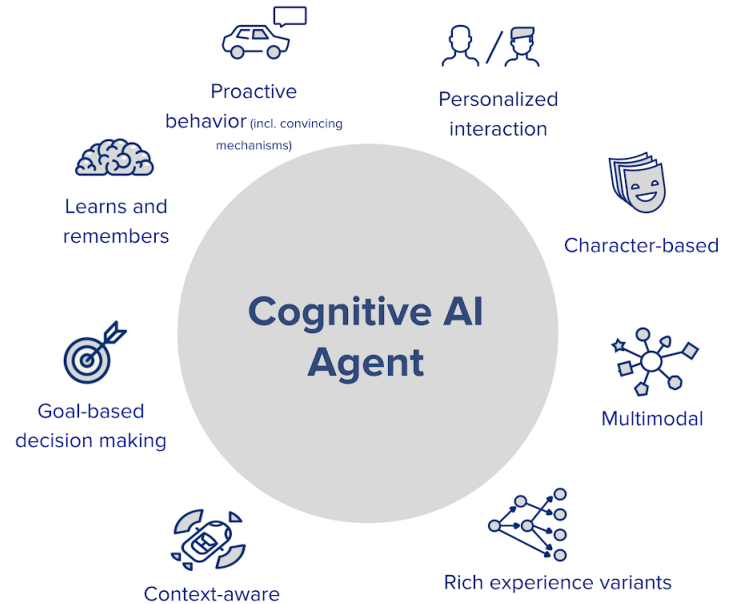 Proactive
behavior (incl. convincing
mechanisms)
Personalized
interaction
Learns and
remembers
Character-based
Cognitive AI
Agent
Goal-based
decision making
Multimodal
Context-aware
Rich experience variants